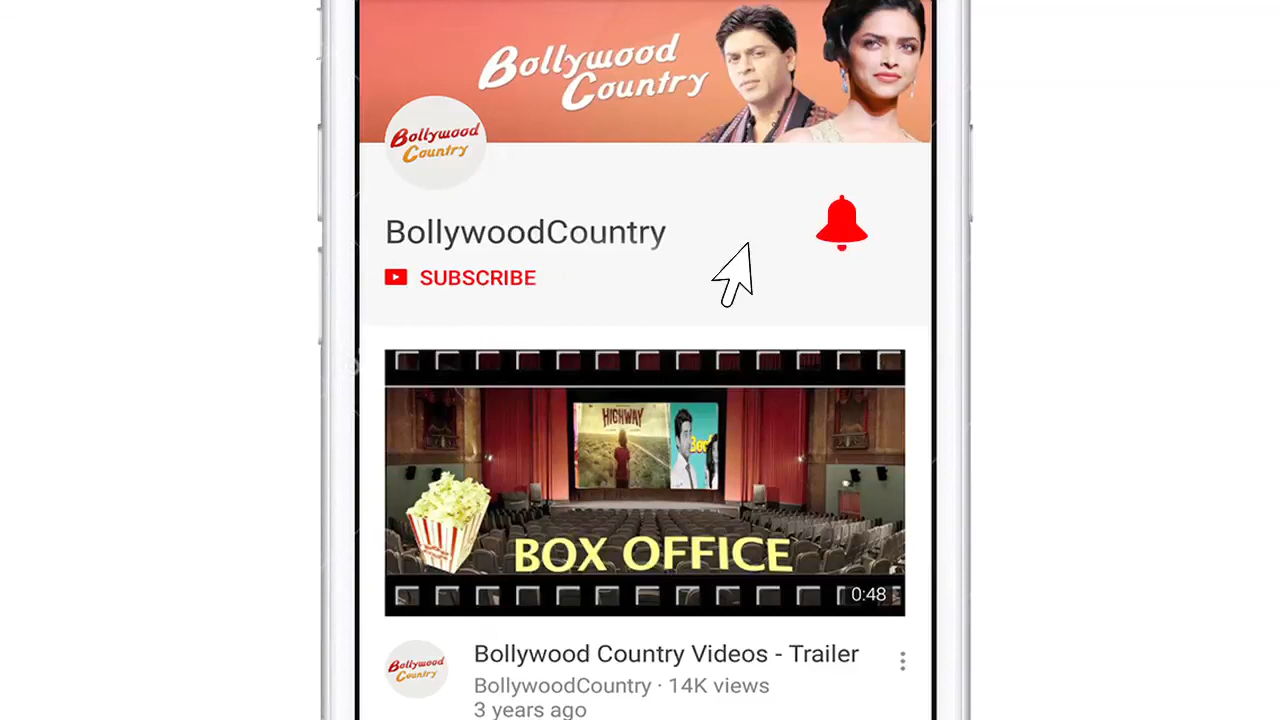 Bollywood
Country
Bollywood
Country
BollywoodCountry
SUBSCRIBE
HIGHWAY
BOX OFFICE
0:48
Bollywood
Country
Bollywood Country Videos - Trailer
BollywoodCountry · 14K views
3 years ago